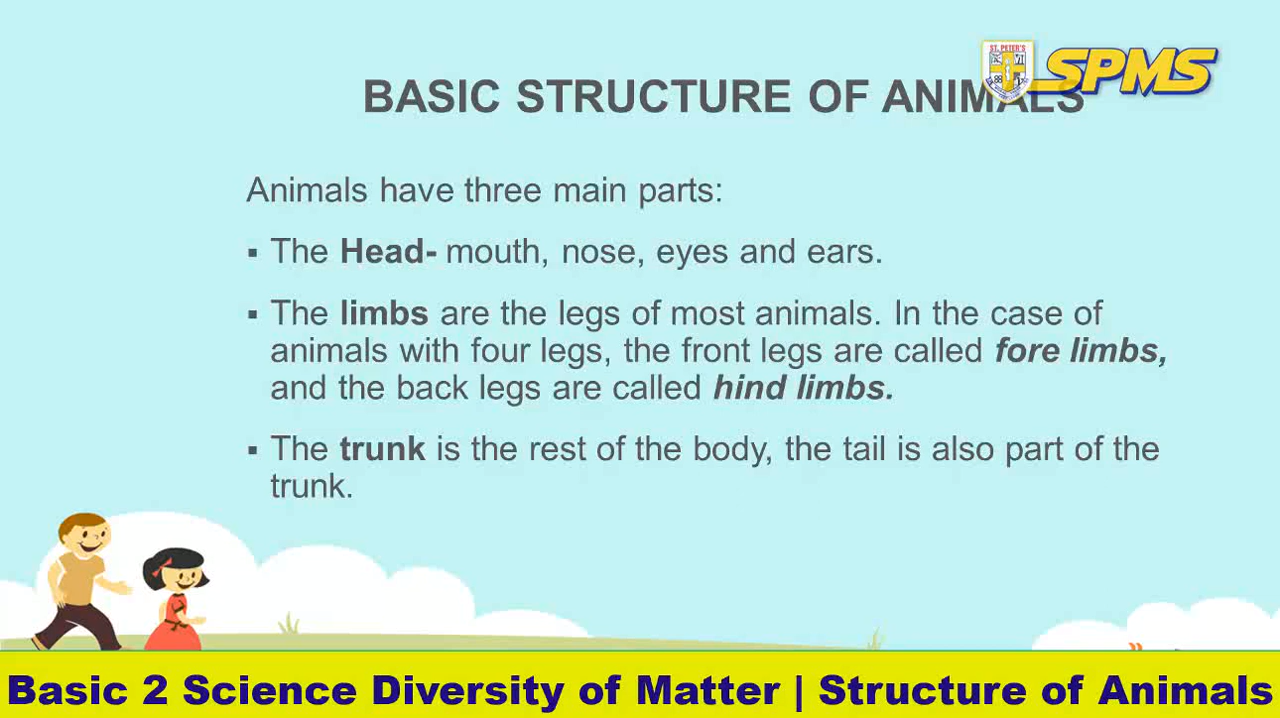 ST. PETER'S
SPMS
BASIC STRUCTURE OF ANIMALS
Animals have three main parts:
▪ The Head- mouth, nose, eyes and ears.
▪ The limbs are the legs of most animals. In the case of
animals with four legs, the front legs are called fore limbs,
and the back legs are called hind limbs.
▪ The trunk is the rest of the body, the tail is also part of the
trunk.
Basic 2 Science Diversity of Matter | Structure of Animals